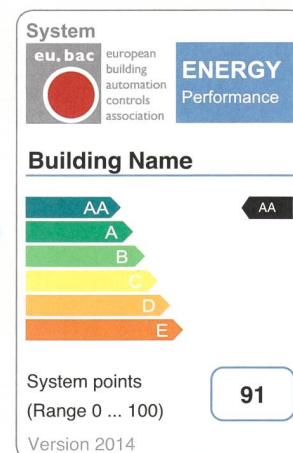 System
eu.bac
european
building
automation
controls
association
ENERGY
Performance
Building Name
AA
AA
A
B
C
D
E
System points
(Range 0 ... 100)
91
Version 2014